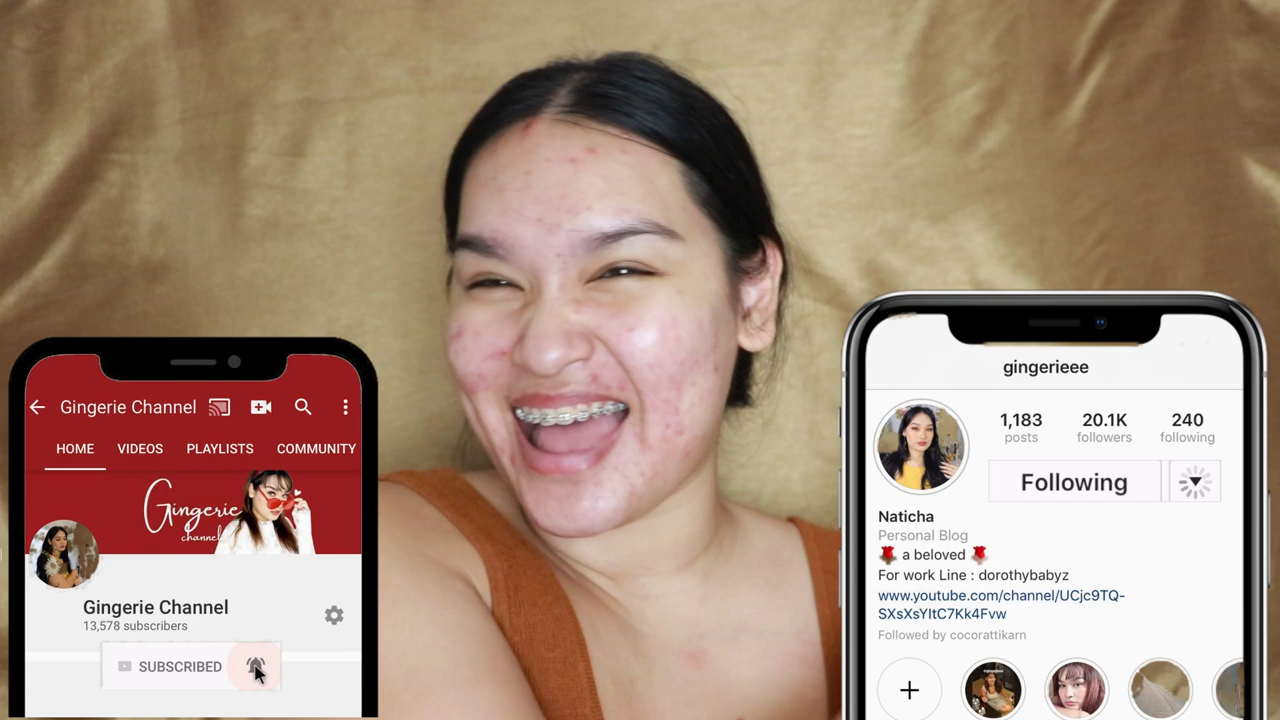 Gingerie Channel
HOME VIDEOS PLAYLISTS COMMUNITY
Gingerie
channel
Gingerie Channel
13,578 subscribers
SUBSCRIBED
gingerieee
1,183 20.1K 240
posts followers following
Following
Naticha
Personal Blog
🌹 a beloved 🌹
For work Line : dorothybabyz
www.youtube.com/channel/UCjc9TQ-
SXsXsYltC7Kk4Fvw
Followed by cocorattikarn